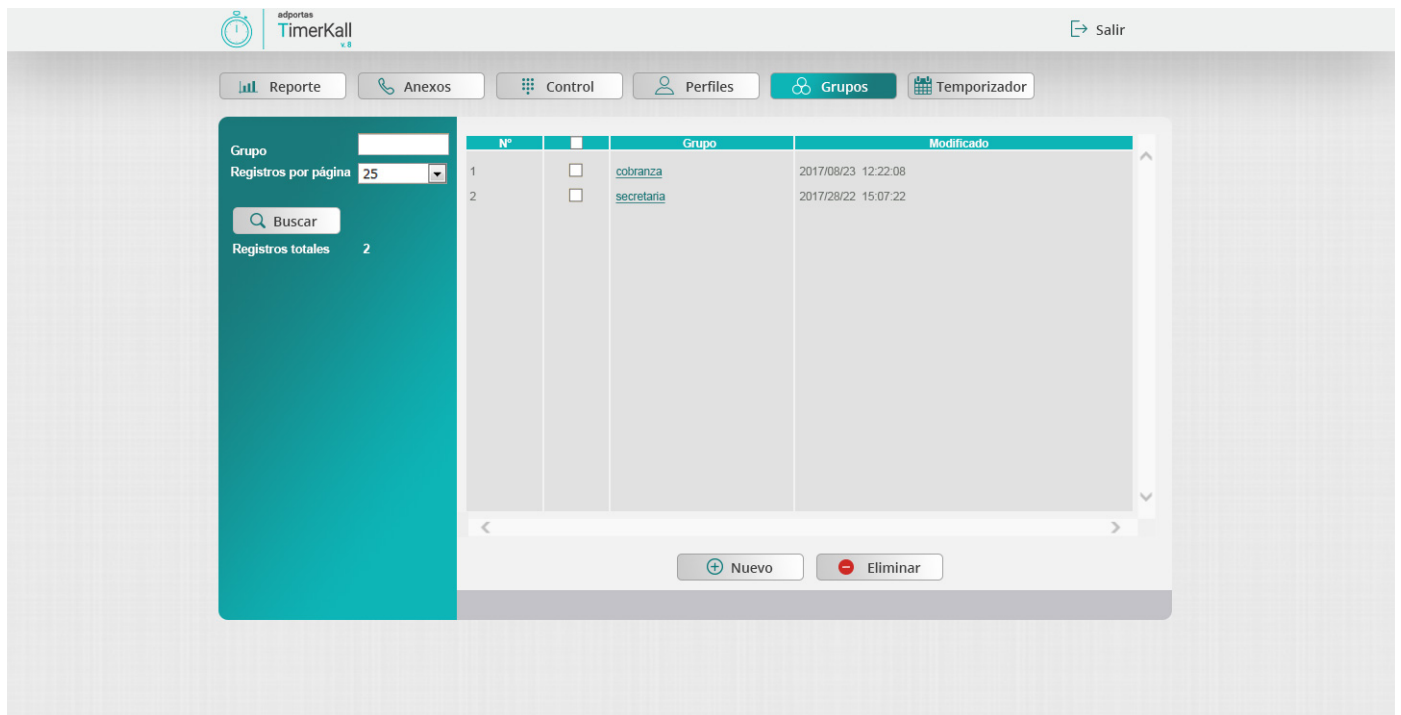 adportas
TimerKall
v. 8
Salir
Reporte Anexos Control Perfiles Grupos Temporizador
Grupo
Registros por página 25
Buscar
Registros totales 2
Nº Grupo Modificado
1 cobranza 2017/08/23 12:22:08
2 secretaria 2017/28/22 15:07:22
Nuevo Eliminar